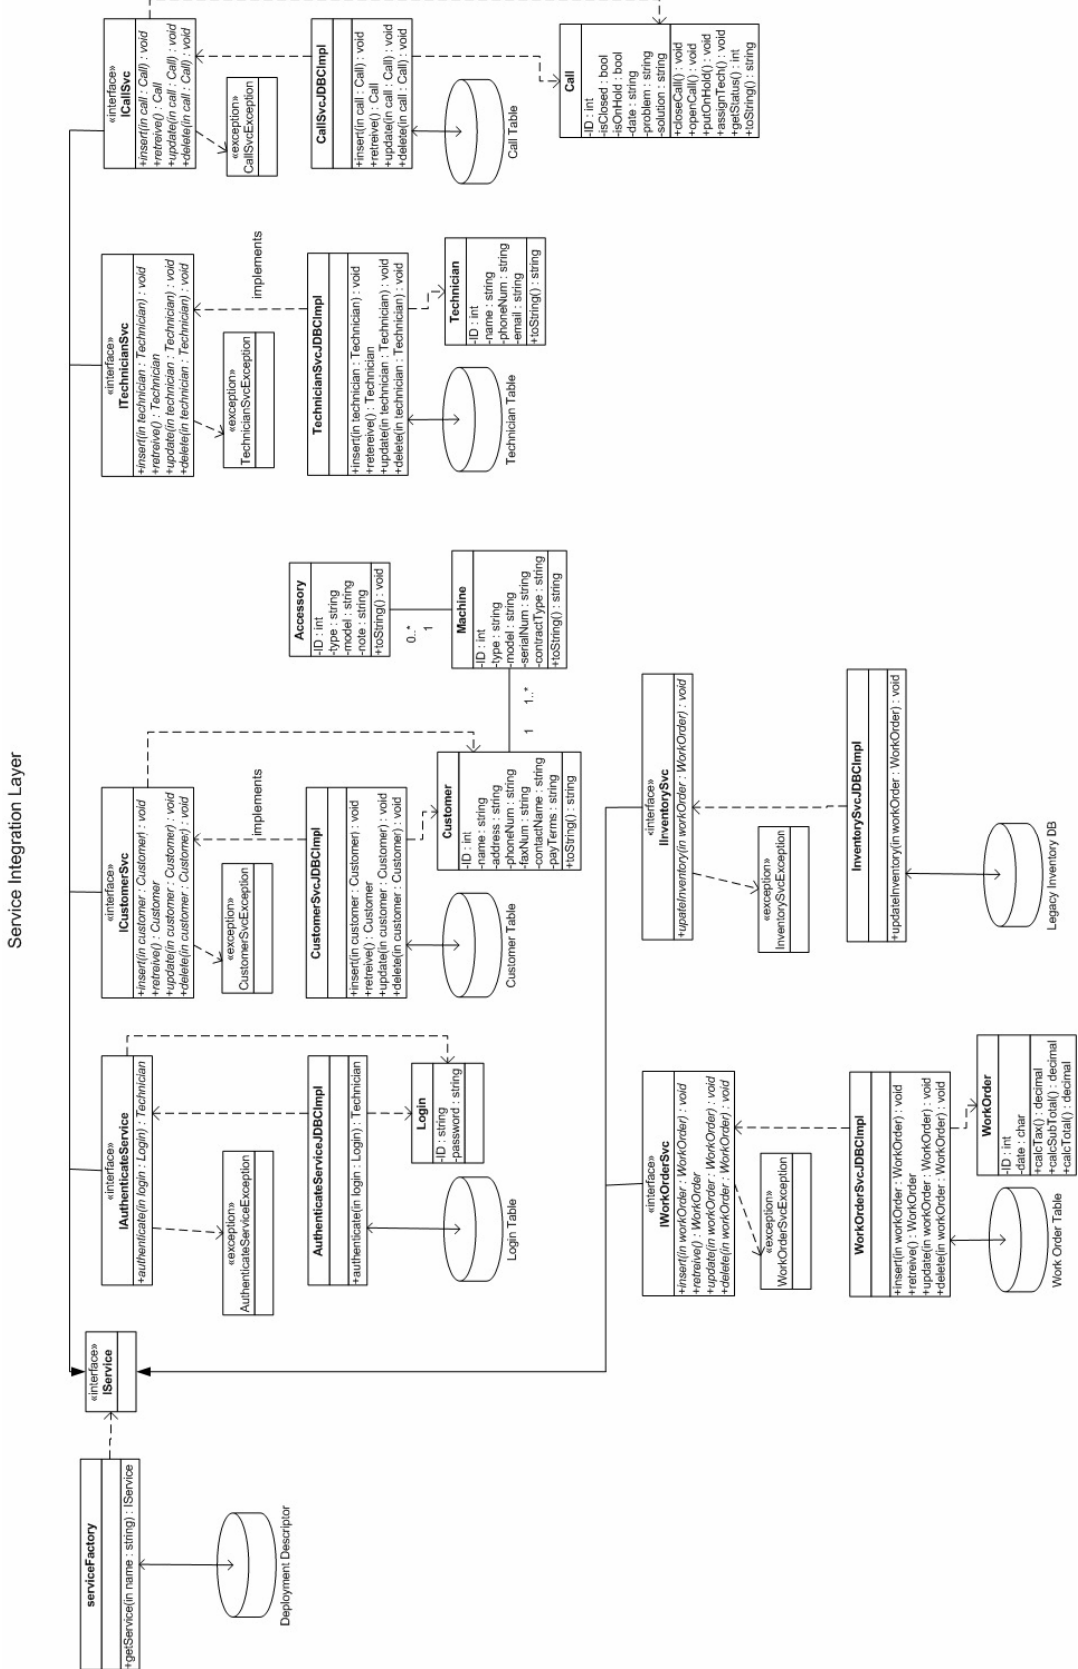 Service Integration Layer
serviceFactory
+getService(in name : string) : IService
Deployment Descriptor
«interface»
IService
«interface»
IAuthenticateService
+authenticate(in login : Login) : Technician
«exception»
AuthenticateServiceException
AuthenticateServiceJDBCImpl
+authenticate(in login : Login) : Technician
Login
-ID : string
-password : string
Login Table
«interface»
ICustomerSvc
+insert(in customer : Customer) : void
+retreive() : Customer
+update(in customer : Customer) : void
+delete(in customer : Customer) : void
«exception»
CustomerSvcException
implements
CustomerSvcJDBCImpl
+insert(in customer : Customer) : void
+retreive() : Customer
+update(in customer : Customer) : void
+delete(in customer : Customer) : void
Customer Table
Customer
-ID : int
-name : string
-address : string
-phoneNum : string
-faxNum : string
-contactName : string
-payTerms : string
+toString() : string
1
1..*
Accessory
-ID : int
-type : string
-model : string
-note : string
+toString() : void
0..*
1
Machine
-ID : int
-type : string
-model : string
-serialNum : string
-contractType : string
+toString() : string
«interface»
ITechnicianSvc
+insert(in technician : Technician) : void
+retreive() : Technician
+update(in technician : Technician) : void
+delete(in technician : Technician) : void
«exception»
TechnicianSvcException
implements
TechnicianSvcJDBCImpl
+insert(in technician : Technician) : void
+retereive() : Technician
+update(in technician : Technician) : void
+delete(in technician : Technician) : void
Technician Table
Technician
-ID : int
-name : string
-phoneNum : string
-email : string
+toString() : string
«interface»
ICallSvc
+insert(in call : Call) : void
+retreive() : Call
+update(in call : Call) : void
+delete(in call : Call) : void
«exception»
CallSvcException
CallSvcJDBCImpl
+insert(in call : Call) : void
+retreive() : Call
+update(in call : Call) : void
+delete(in call : Call) : void
Call Table
Call
-ID : int
-isClosed : bool
-isOnHold : bool
-date : string
-problem : string
-solution : string
+closeCall() : void
+openCall() : void
+putOnHold() : void
+assignTech() : void
+getStatus() : int
+toString() : string
«interface»
IWorkOrderSvc
+insert(in workOrder : WorkOrder) : void
+retreive() : WorkOrder
+update(in workOrder : WorkOrder) : void
+delete(in workOrder : WorkOrder) : void
«exception»
WorkOrderSvcException
WorkOrderSvcJDBCImpl
+insert(in workOrder : WorkOrder) : void
+retreive() : WorkOrder
+update(in workOrder : WorkOrder) : void
+delete(in workOrder : WorkOrder) : void
Work Order Table
WorkOrder
-ID : int
-date : char
+calcTax() : decimal
+calcSubTotal() : decimal
+calcTotal() : decimal
«interface»
IInventorySvc
+upateInventory(in workOrder : WorkOrder) : void
«exception»
InventorySvcException
InventorySvcJDBCImpl
+updateInventory(in workOrder : WorkOrder) : void
Legacy Inventory DB